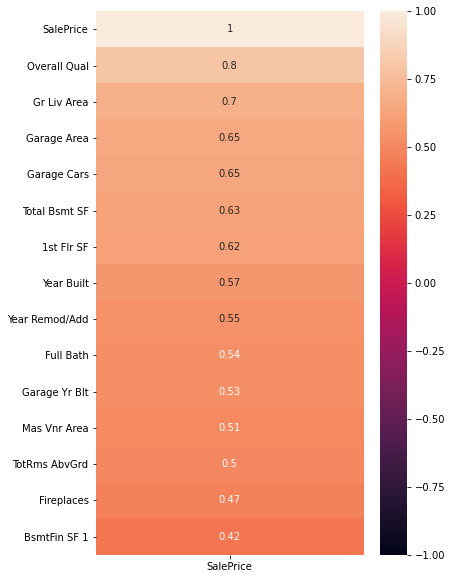 SalePrice 1
Overall Qual 0.8
Gr Liv Area 0.7
Garage Area 0.65
Garage Cars 0.65
Total Bsmt SF 0.63
1st Flr SF 0.62
Year Built 0.57
Year Remod/Add 0.55
Full Bath 0.54
Garage Yr Blt 0.53
Mas Vnr Area 0.51
TotRms AbvGrd 0.5
Fireplaces 0.47
BsmtFin SF 1 0.42
SalePrice
1.00
0.75
0.50
0.25
0.00
−0.25
−0.50
−0.75
−1.00